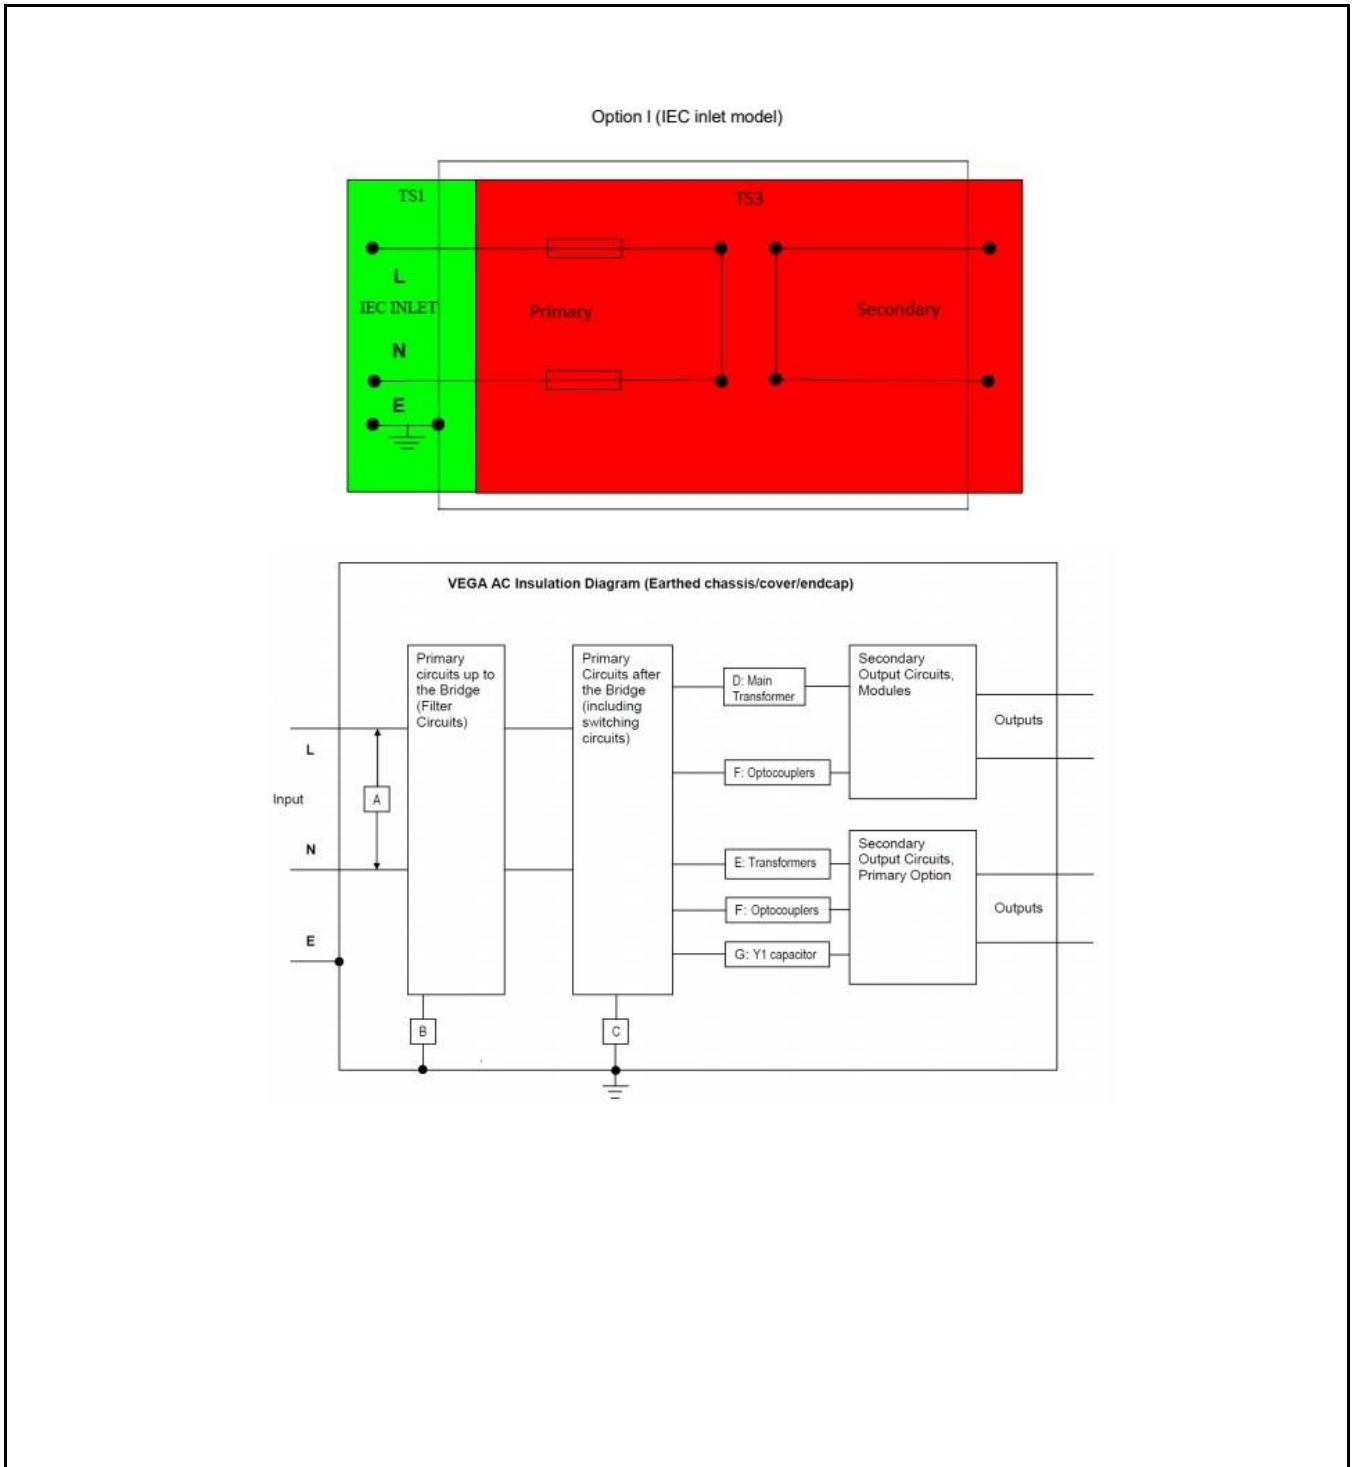 Option I (IEC inlet model)
TS1
TS3
L
IEC INLET
Primary
Secondary
N
E
VEGA AC Insulation Diagram (Earthed chassis/cover/endcap)
Primary
circuits up to
the Bridge
(Filter
Circuits)
Primary
Circuits after
the Bridge
(including
switching
circuits)
D: Main
Transformer
Secondary
Output Circuits,
Modules
Outputs
L
F: Optocouplers
Input
A
N
E: Transformers
Secondary
Output Circuits,
Primary Option
F: Optocouplers
Outputs
E
G: Y1 capacitor
B
C